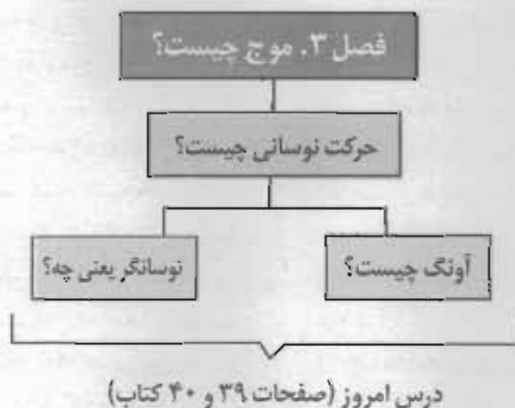 فصل ۳. موج چیست؟
حرکت نوسانی چیست؟
آونگ چیست؟
نوسانگر یعنی چه؟
درس امروز (صفحات ۳۹ و ۴۰ کتاب)